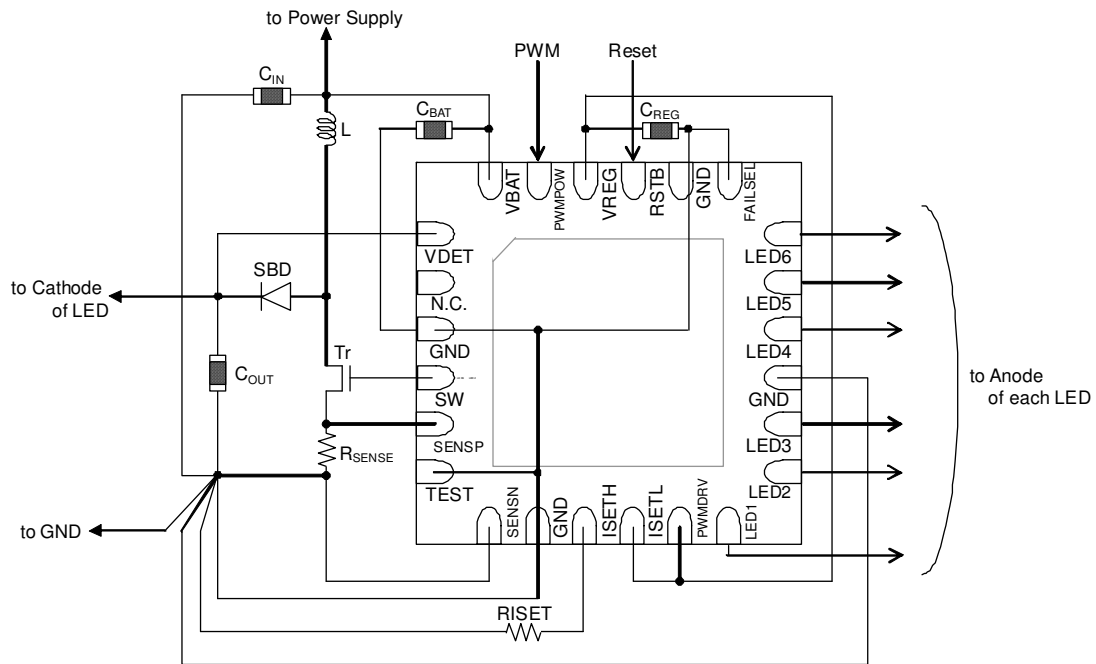 to Power Supply
PWM
Reset
CIN
CBAT
CREG
L
VBAT
PWMPOW
VREG
RSTB
GND
FAILSEL
VDET
LED6
SBD
N.C.
LED5
to Cathode
of LED
GND
LED4
Tr
COUT
SW
GND
to Anode
of each LED
SENSP
LED3
RSENSE
TEST
LED2
SENSN
GND
ISETH
ISETL
PWMDRV
LED1
to GND
RISET